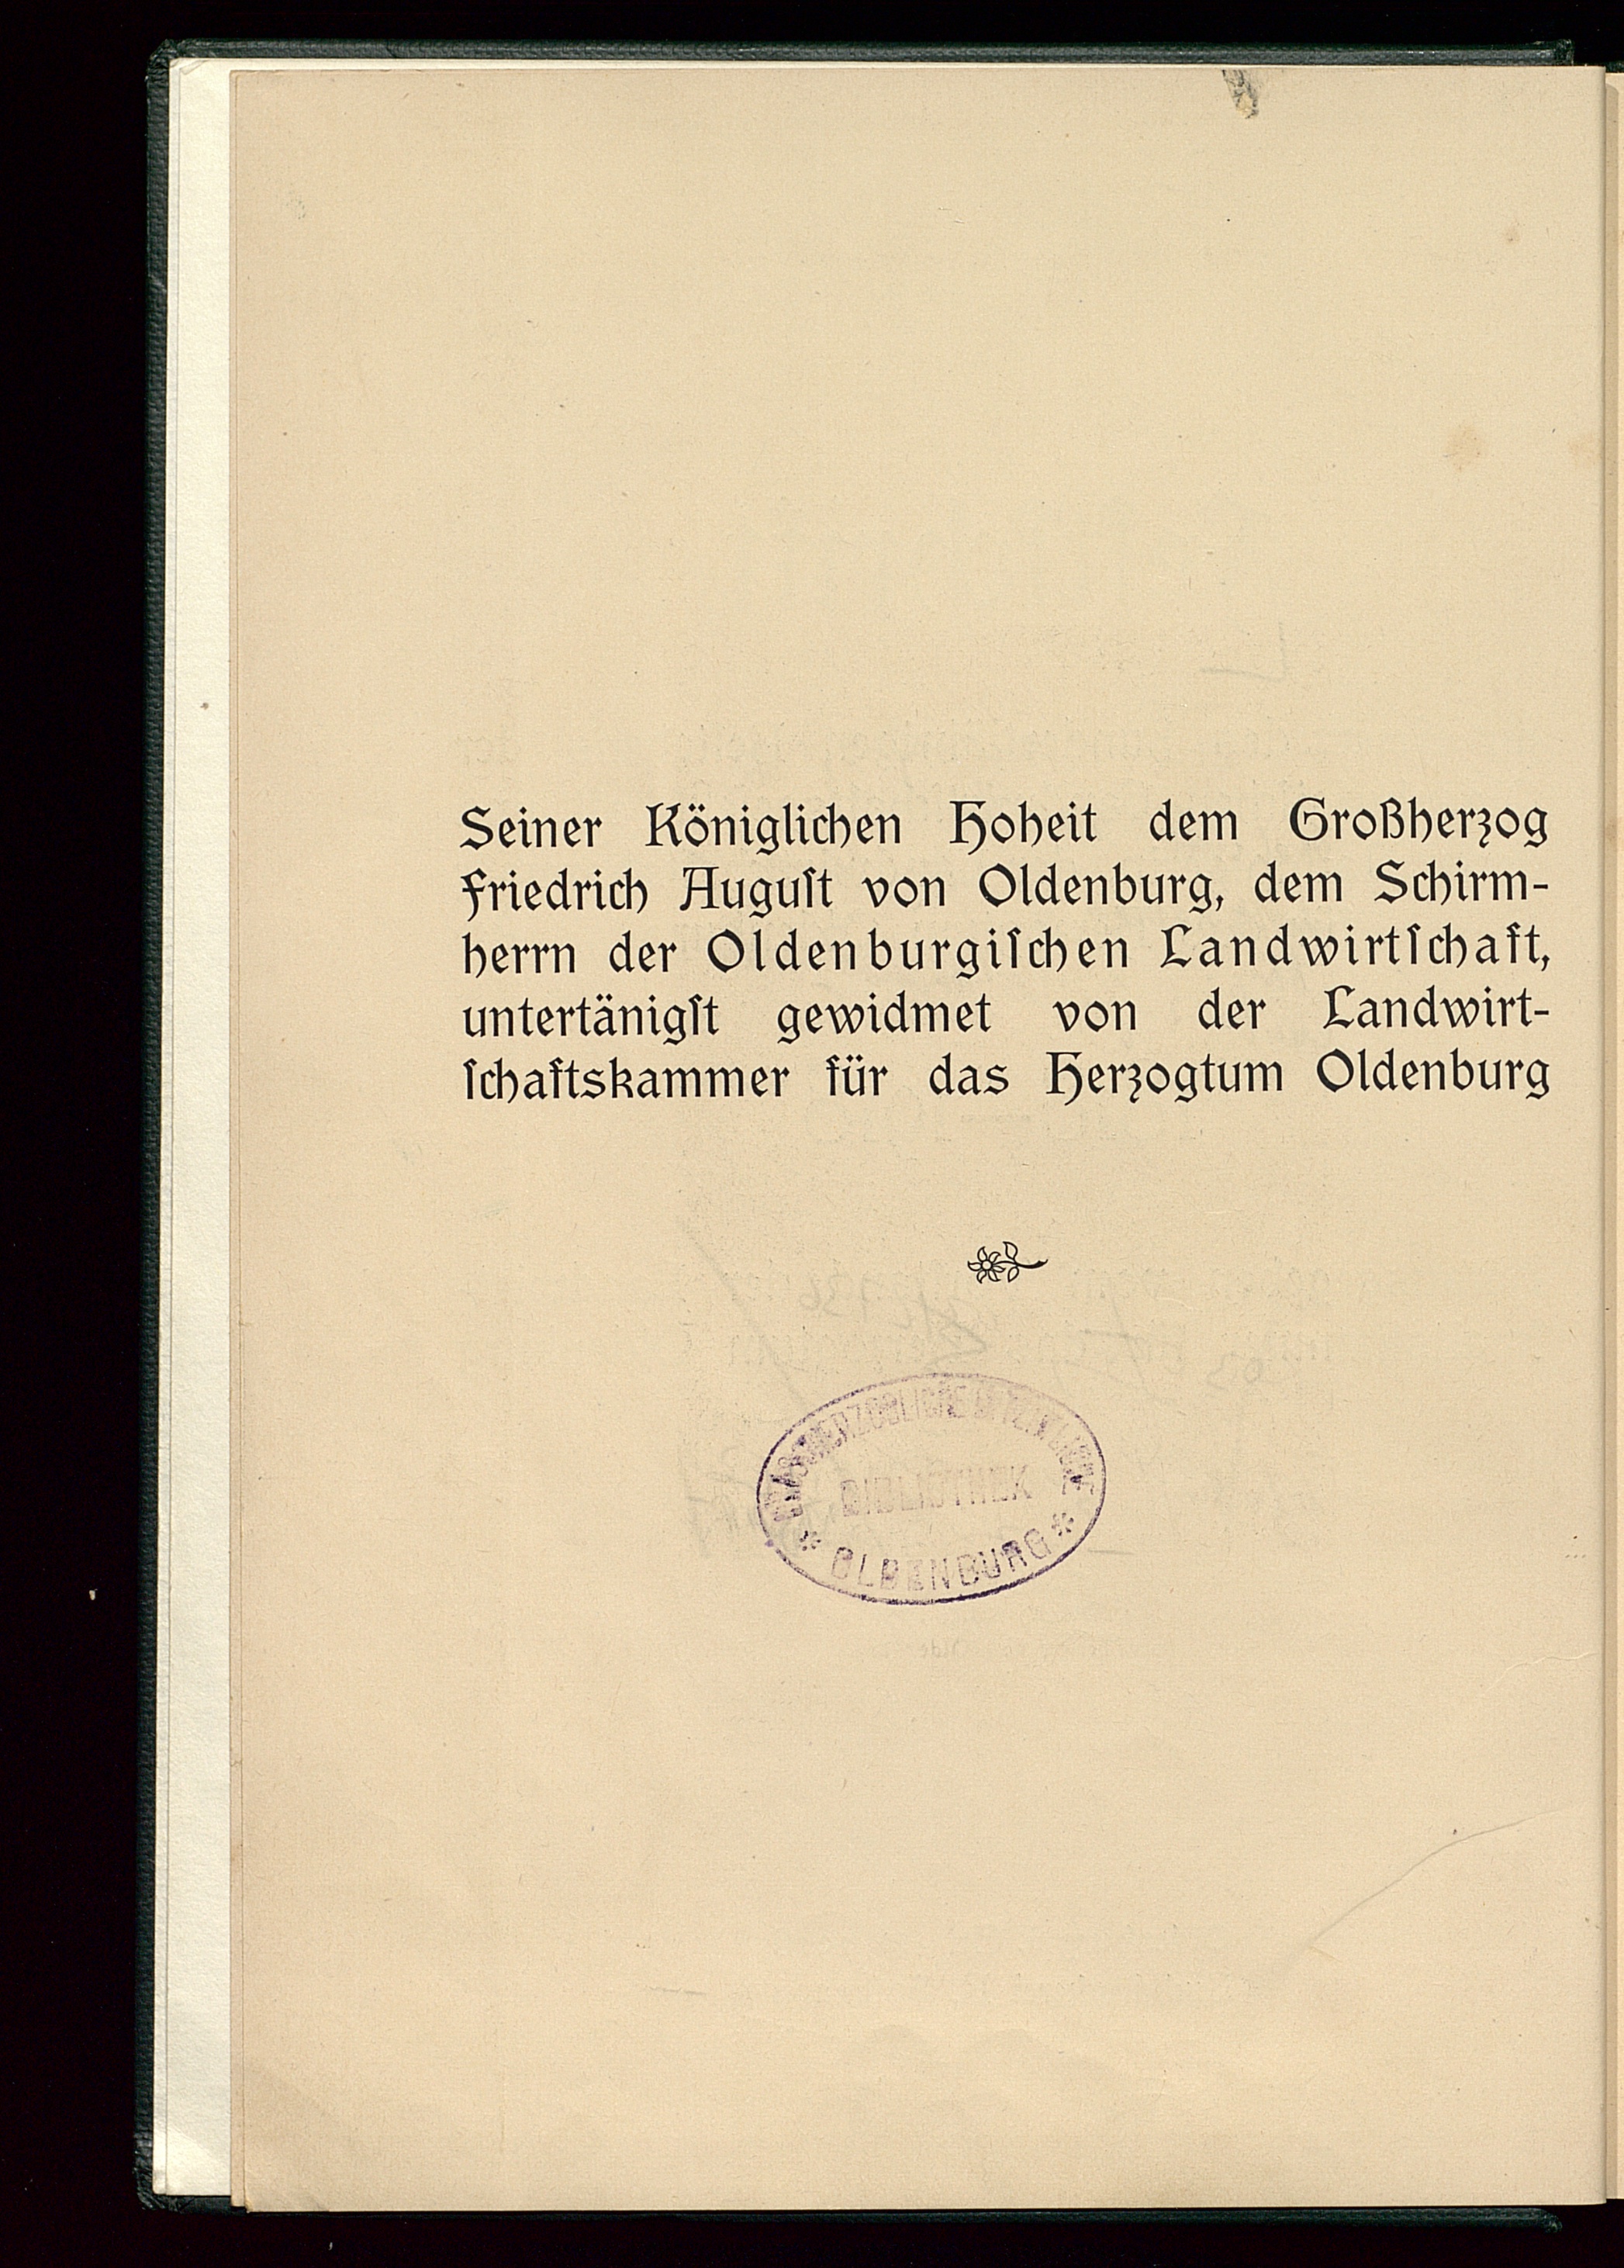 Seiner Königlichen Hoheit dem Großherzog
Friedrich Auguſt von Oldenburg, dem Schirm-
herrn der Oldenburgiſchen Landwirtſchaft,
untertänigſt gewidmet von der Landwirt-
ſchaftskammer für das Herzogtum Oldenburg
GROSSHERZOGLICHE
BIBLIOTHEK
* OLDENBURG *